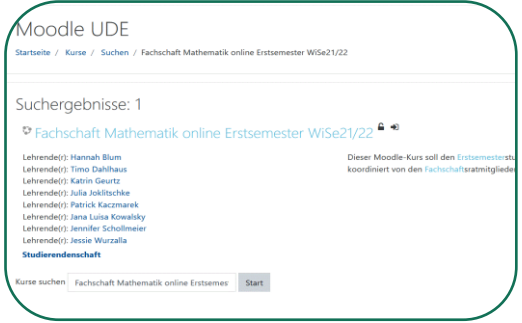 Moodle UDE
Startseite / Kurse / Suchen / Fachschaft Mathematik online Erstsemester WiSe21/22
Suchergebnisse: 1
Fachschaft Mathematik online Erstsemester WiSe21/22
Lehrende(r): Hannah Blum
Lehrende(r): Timo Dahlhaus
Lehrende(r): Katrin Geurtz
Lehrende(r): Julia Joklitschke
Lehrende(r): Patrick Kaczmarek
Lehrende(r): Jana Luisa Kowalsky
Lehrende(r): Jennifer Schollmeier
Lehrende(r): Jessie Wurzalla
Studierendenschaft
Dieser Moodle-Kurs soll den Erstsemesterstu
koordiniert von den Fachschaftsratmitglieder
Kurse suchen Fachschaft Mathematik online Erstsemes Start